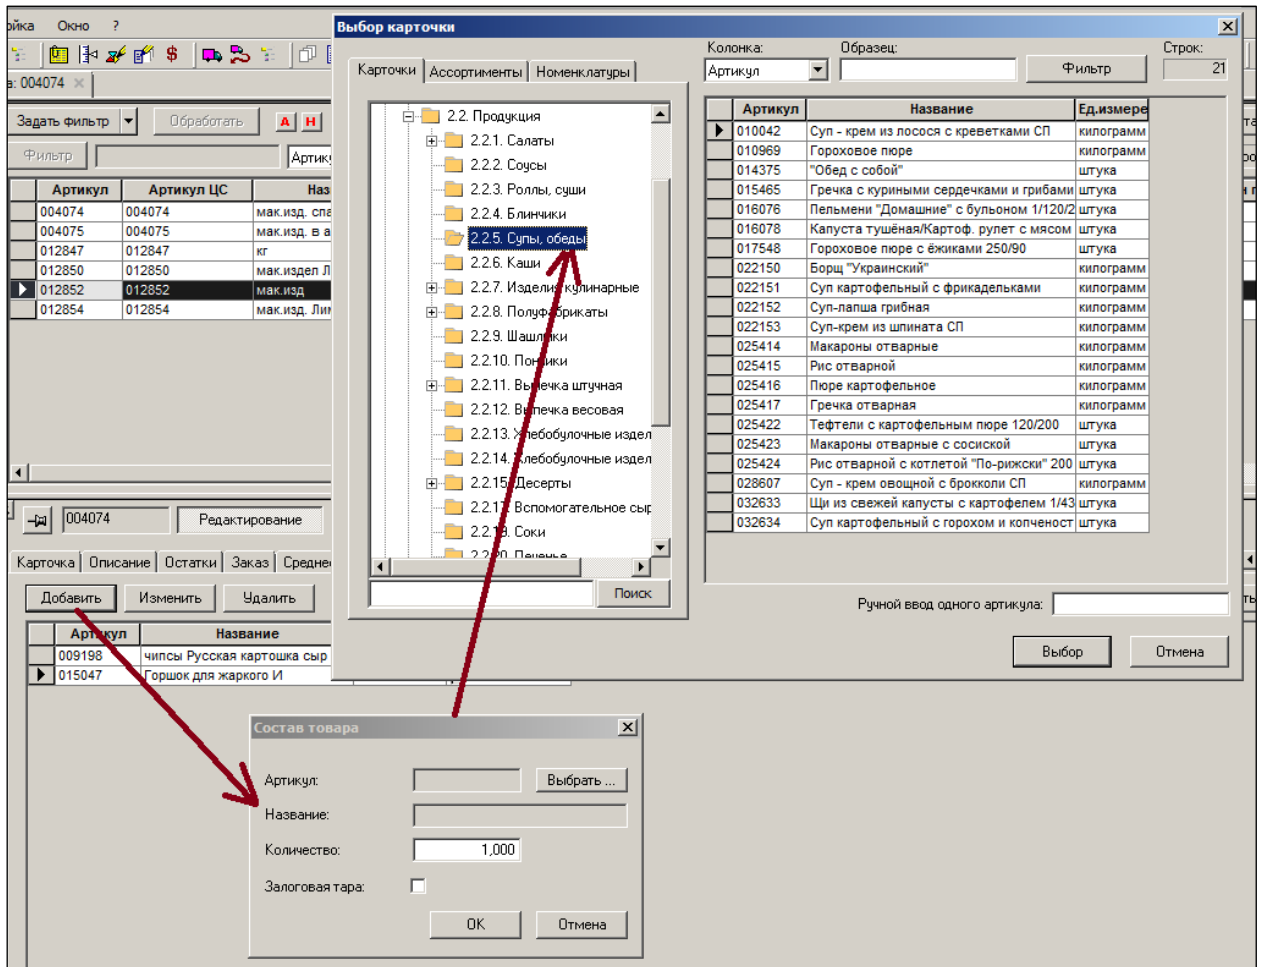 ойка Окно ?
а: 004074
Задать фильтр Обработать А Н
Фильтр Артик
Артикул Артикул ЦС Наз
004074 004074 мак.изд. спа
004075 004075 мак.изд. в а
012847 012847 кг
012850 012850 мак.издел Л
012852 012852 мак.изд
012854 012854 мак.изд. Лим
004074 Редактирование
Карточка Описание Остатки Заказ Среднее
Добавить Изменить Удалить
Артикул Название
009198 чипсы Русская картошка сыр
015047 Горшок для жаркого И
Выбор карточки
Карточки Ассортименты Номенклатуры
2.2. Продукция
2.2.1. Салаты
2.2.2. Соусы
2.2.3. Роллы, суши
2.2.4. Блинчики
2.2.5. Супы, обеды
2.2.6. Каши
2.2.7. Изделия кулинарные
2.2.8. Полуфабрикаты
2.2.9. Шашлыки
2.2.10. Пончики
2.2.11. Выпечка штучная
2.2.12. Выпечка весовая
2.2.13. Хлебобулочные издел
2.2.14. Хлебобулочные издел
2.2.15. Десерты
2.2.17. Вспомогательное сыр
2.2.19. Соки
2.2.20. Печенье
Поиск
Колонка: Образец: Строк:
Артикул Фильтр 21
Артикул Название Ед.измере
010042 Суп - крем из лосося с креветками СП килограмм
010969 Гороховое пюре килограмм
014375 "Обед с собой" штука
015465 Гречка с куриными сердечками и грибами штука
016076 Пельмени "Домашние" с бульоном 1/120/2 штука
016078 Капуста тушёная/Картоф. рулет с мясом штука
017548 Гороховое пюре с ёжиками 250/90 штука
022150 Борщ "Украинский" килограмм
022151 Суп картофельный с фрикадельками килограмм
022152 Суп-лапша грибная килограмм
022153 Суп-крем из шпината СП килограмм
025414 Макароны отварные килограмм
025415 Рис отварной килограмм
025416 Пюре картофельное килограмм
025417 Гречка отварная килограмм
025422 Тефтели с картофельным пюре 120/200 штука
025423 Макароны отварные с сосиской штука
025424 Рис отварной с котлетой "По-рижски" 200 штука
028607 Суп - крем овощной с брокколи СП килограмм
032633 Щи из свежей капусты с картофелем 1/43 штука
032634 Суп картофельный с горохом и копченост штука
Ручной ввод одного артикула:
Выбор Отмена
Состав товара
Артикул: Выбрать ...
Название:
Количество: 1,000
Залоговая тара:
OK Отмена